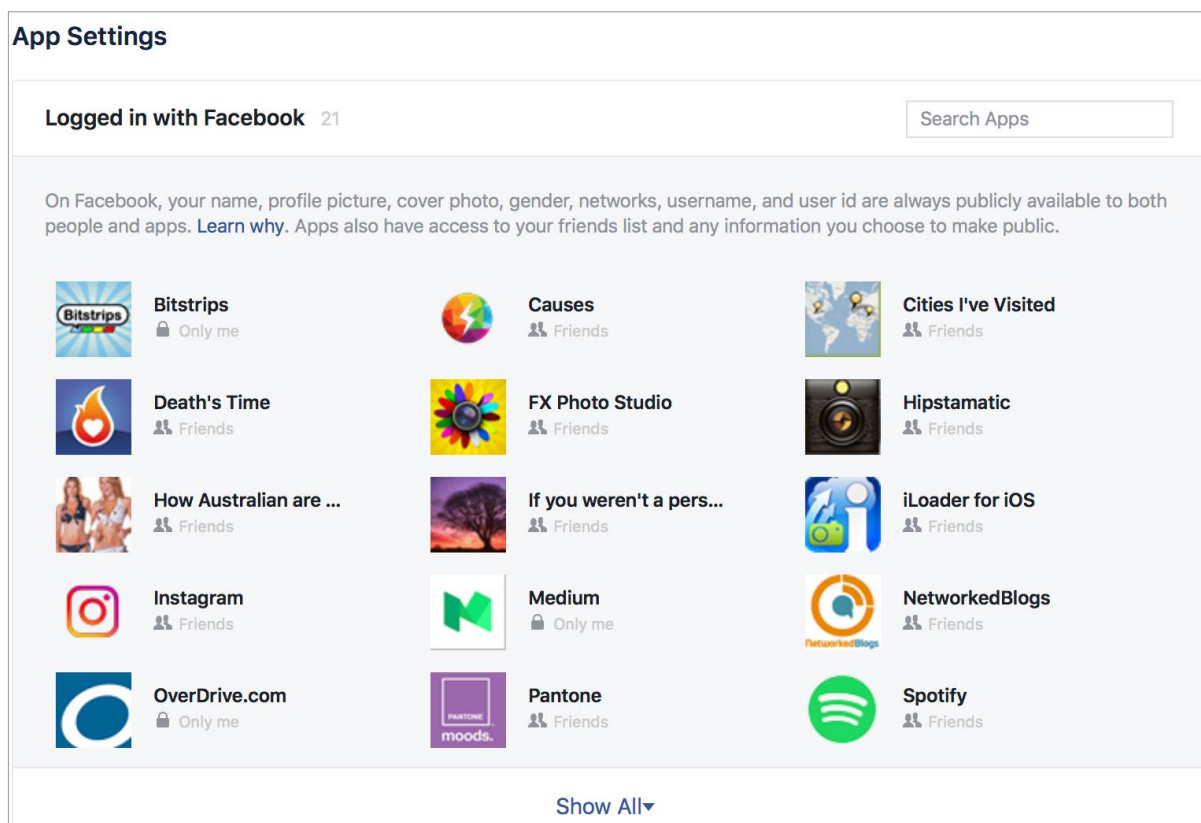 App Settings
Logged in with Facebook 21
Search Apps
On Facebook, your name, profile picture, cover photo, gender, networks, username, and user id are always publicly available to both
people and apps. Learn why. Apps also have access to your friends list and any information you choose to make public.
Bitstrips
Bitstrips
Only me
Causes
Friends
Cities I've Visited
Friends
Death's Time
Friends
FX Photo Studio
Friends
Hipstamatic
Friends
How Australian are ...
Friends
If you weren't a pers...
Friends
iLoader for iOS
Friends
Instagram
Friends
Medium
Only me
NetworkedBlogs
NetworkedBlogs
Friends
OverDrive.com
Only me
PANTONE
moods.
Pantone
Friends
Spotify
Friends
Show All